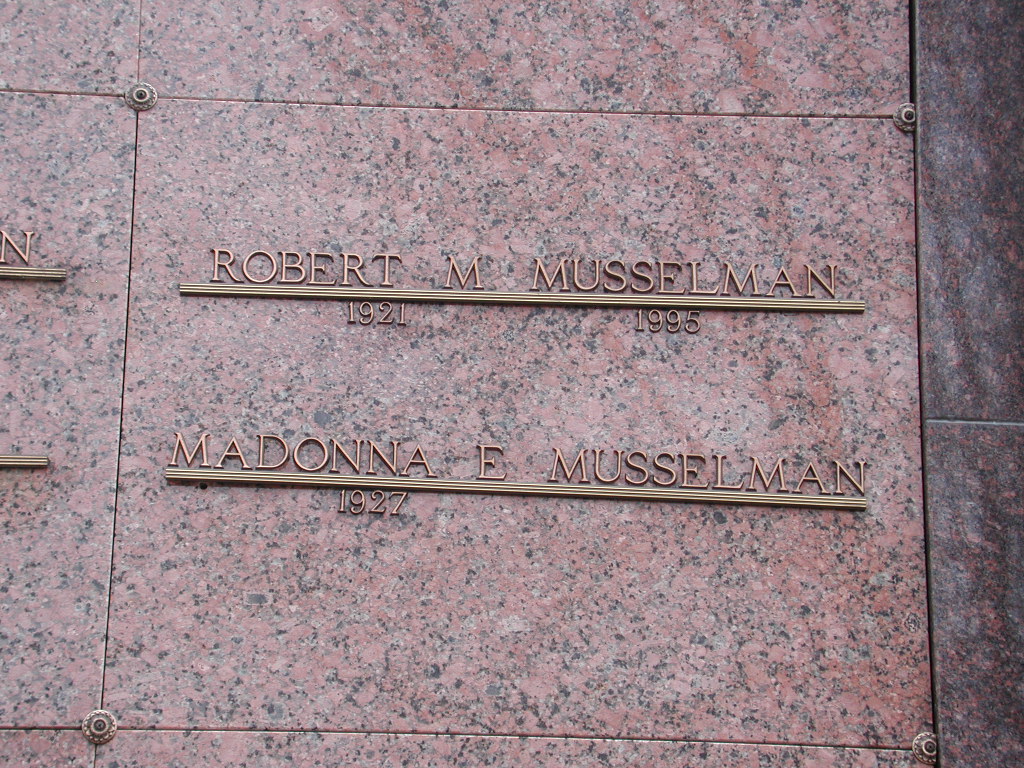 N
ROBERT M MUSSELMAN
1921 1995
MADONNA E MUSSELMAN
1927